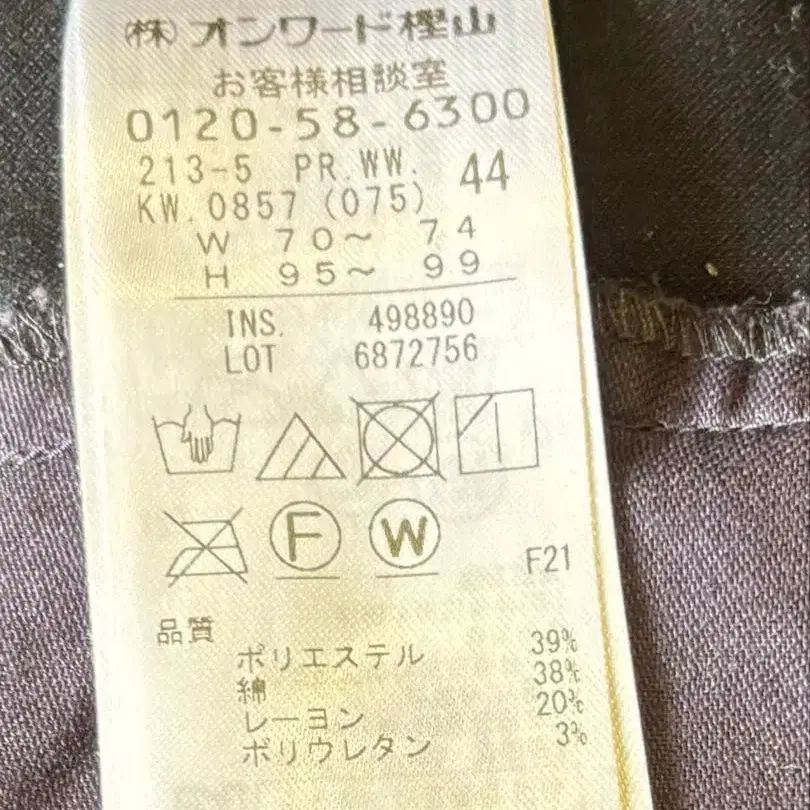 (株)オンワード樫山
お客様相談室
0120-58-6300
213-5 PR.WW. 44
KW.0857 (075)
W 70〜 74
H 95〜 99
INS. 498890
LOT 6872756
F W
F21
品質
ポリエステル 39%
綿 38%
レーヨン 20%
ポリウレタン 3%